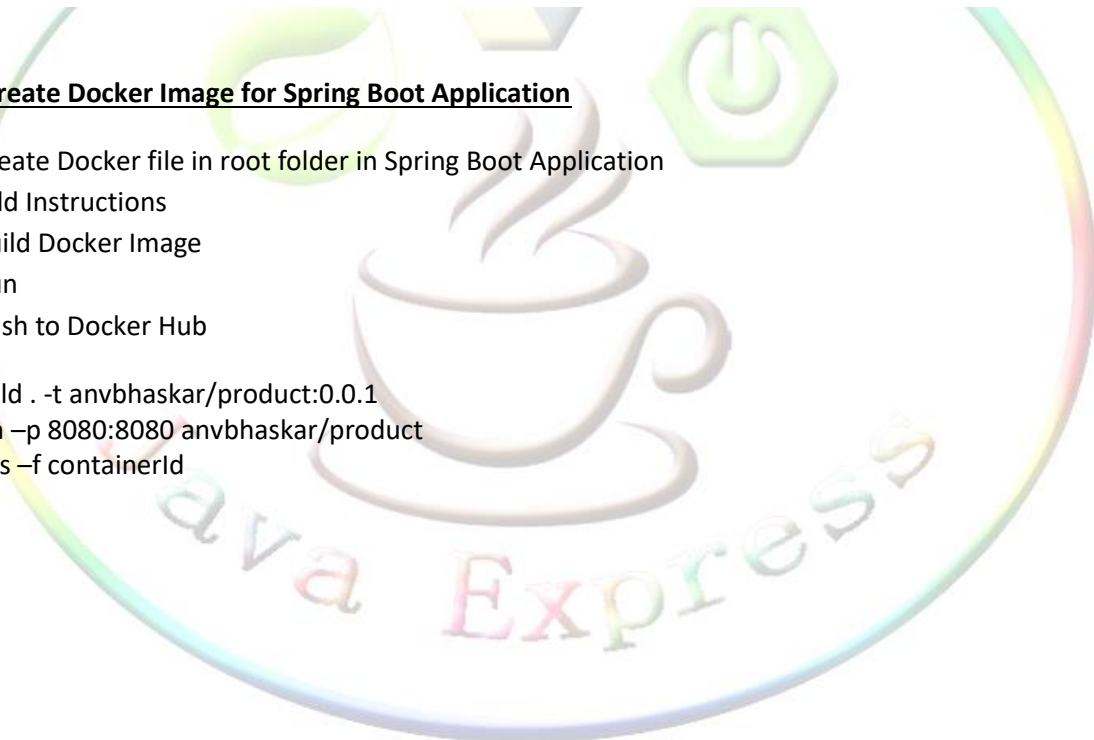 reate Docker Image for Spring Boot Application
eate Docker file in root folder in Spring Boot Application
ld Instructions
ild Docker Image
n
sh to Docker Hub
ld . -t anvbhaskar/product:0.0.1
n –p 8080:8080 anvbhaskar/product
s –f containerId
Java Express